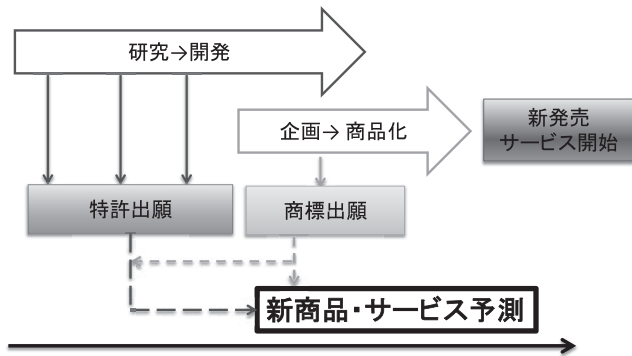 研究→開発
企画→商品化
新発売
サービス開始
特許出願
商標出願
新商品・サービス予測